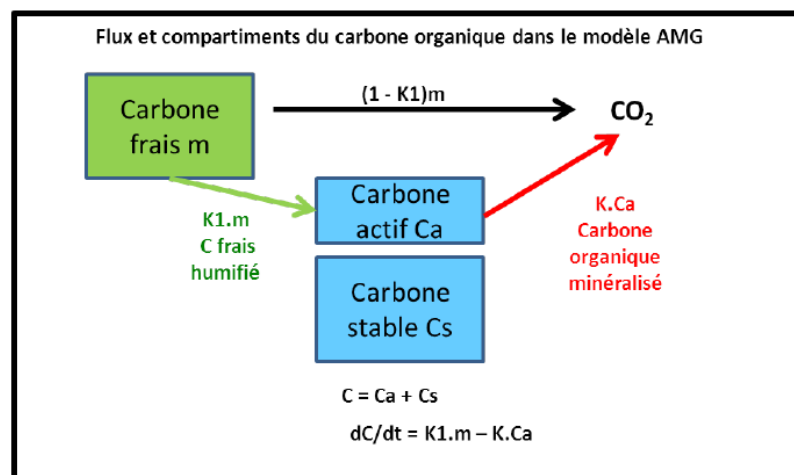 Flux et compartiments du carbone organique dans le modèle AMG
Carbone
frais m
(1 - K1)m
CO₂
K1.m
C frais
humifié
Carbone
actif Ca
K.Ca
Carbone
organique
minéralisé
Carbone
stable Cs
C = Ca + Cs
dC/dt = K1.m – K.Ca